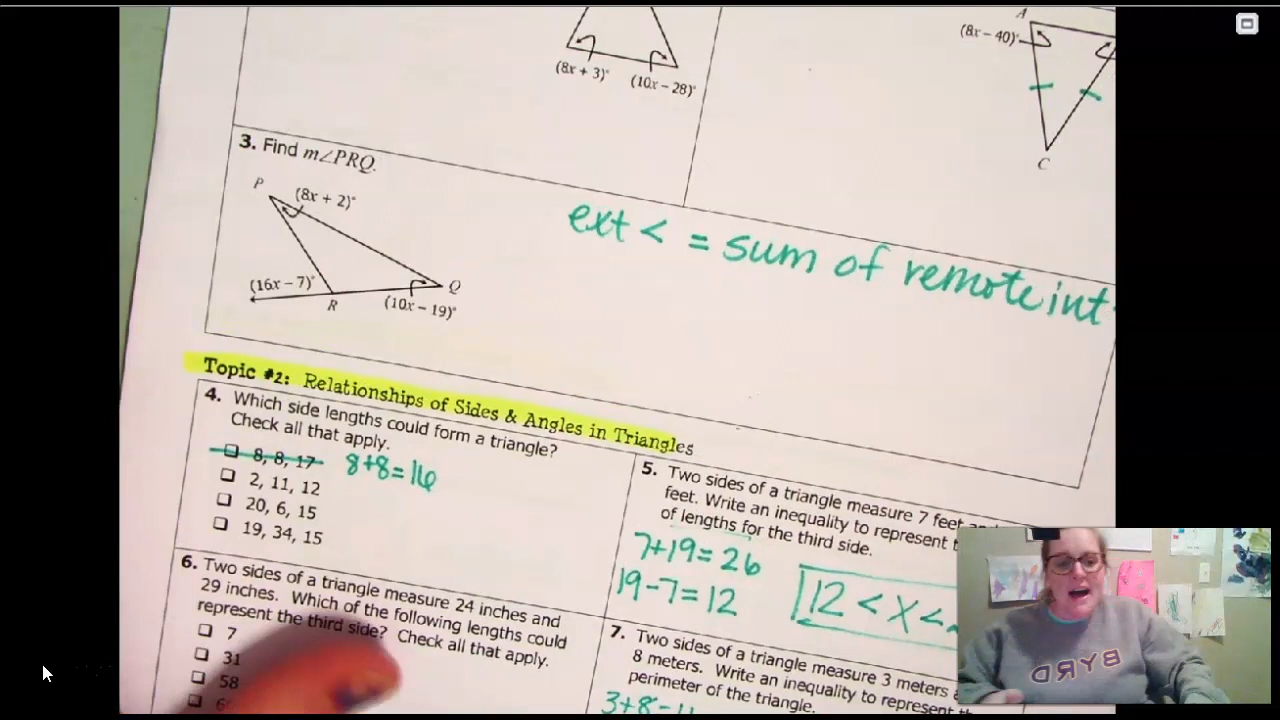 A
(8x – 40)°
(8x + 3)°
(10x – 28)°
C
3. Find m∠PRQ.
P
(8x + 2)°
(16x – 7)°
R
(10x – 19)°
Q
ext < = sum of remote int
Topic #2: Relationships of Sides & Angles in Triangles
4. Which side lengths could form a triangle?
Check all that apply.
8, 8, 17 8+8=16
2, 11, 12
20, 6, 15
19, 34, 15
5. Two sides of a triangle measure 7 feet
feet. Write an inequality to represent
of lengths for the third side.
7+19=26
19-7=12
12 < x <
6. Two sides of a triangle measure 24 inches and
29 inches. Which of the following lengths could
represent the third side? Check all that apply.
7
31
58
7. Two sides of a triangle measure 3 meters
8 meters. Write an inequality to represent
perimeter of the triangle.
3+8=11
BYRD